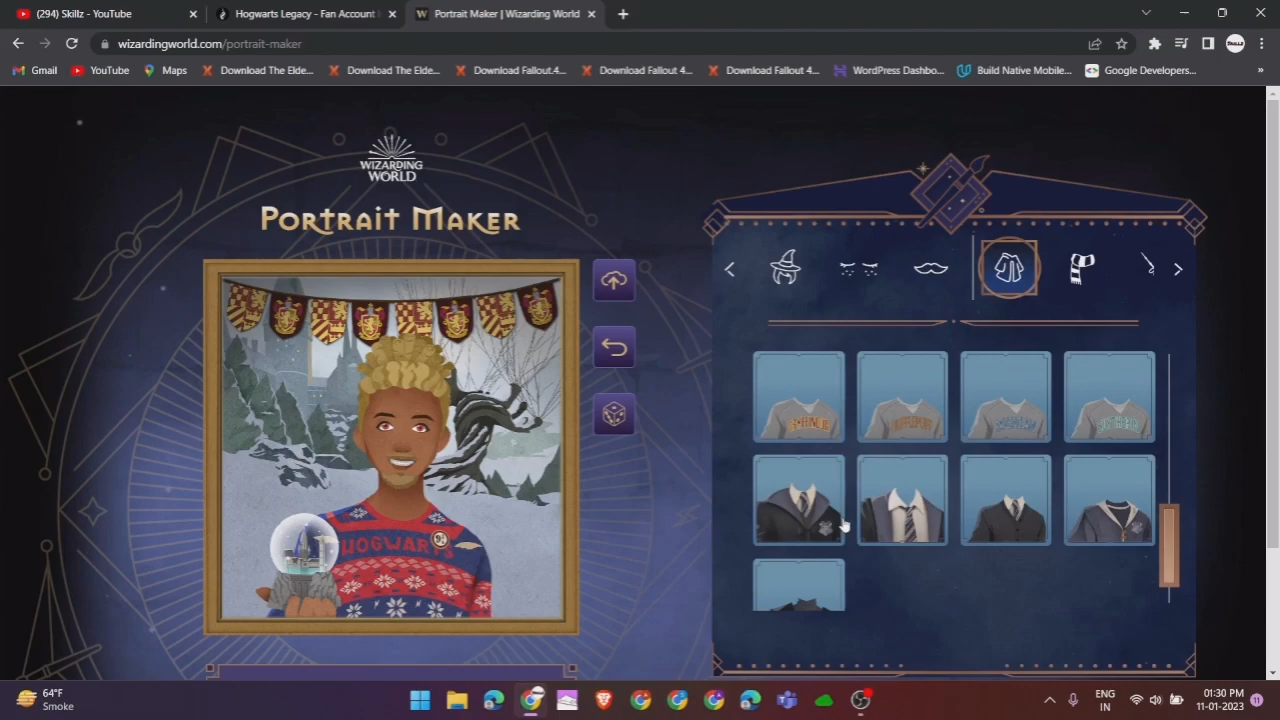 (294) Skillz - YouTube
Hogwarts Legacy - Fan Account
Portrait Maker | Wizarding World
wizardingworld.com/portrait-maker
Gmail
YouTube
Maps
Download The Elde...
Download The Elde...
Download Fallout.4...
Download Fallout 4...
Download Fallout 4...
WordPress Dashbo...
Build Native Mobile...
Google Developers...
»
WIZARDING
WORLD
PORTRAIT MAKER
HOGWARTS
64°F
Smoke
ENG
IN
01:30 PM
11-01-2023
11